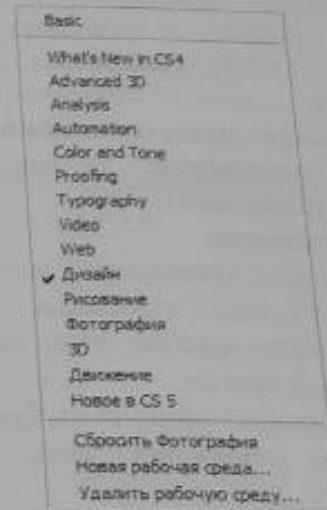 Basic
What's New in CS4
Advanced 3D
Analysis
Automation
Color and Tone
Proofing
Typography
Video
Web
Дизайн
Рисование
Фотография
3D
Движение
Новое в CS 5
Сбросить Фотография
Новая рабочая среда...
Удалить рабочую среду...